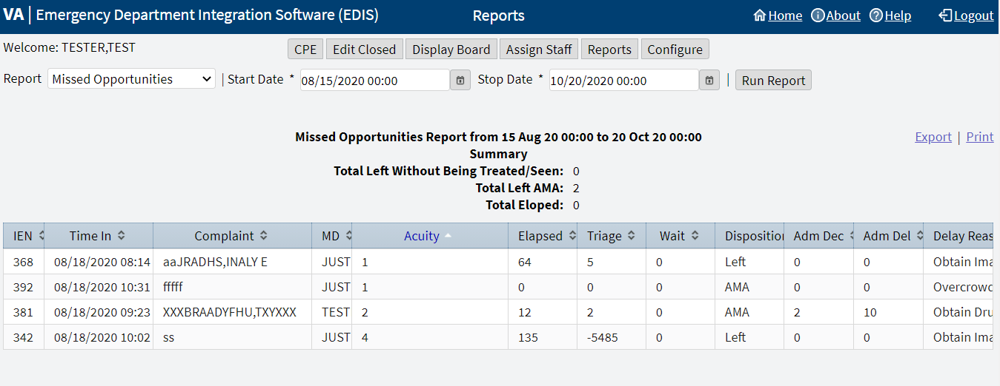 VA | Emergency Department Integration Software (EDIS) Reports Home About Help Logout
Welcome: TESTER,TEST CPE Edit Closed Display Board Assign Staff Reports Configure
Report Missed Opportunities | Start Date * 08/15/2020 00:00 Stop Date * 10/20/2020 00:00 | Run Report
Missed Opportunities Report from 15 Aug 20 00:00 to 20 Oct 20 00:00 Export | Print
Summary
Total Left Without Being Treated/Seen: 0
Total Left AMA: 2
Total Eloped: 0
IEN Time In Complaint MD Acuity Elapsed Triage Wait Disposition Adm Dec Adm Del Delay Reas
368 08/18/2020 08:14 aaJRADHS,INALY E JUST 1 64 5 0 Left 0 0 Obtain Ima
392 08/18/2020 10:31 fffff JUST 1 0 0 0 AMA 0 0 Overcrowd
381 08/18/2020 09:23 XXXBRAADYFHU,TXYXXX TEST 2 12 2 0 AMA 2 10 Obtain Dru
342 08/18/2020 10:02 ss JUST 4 135 -5485 0 Left 0 0 Obtain Ima